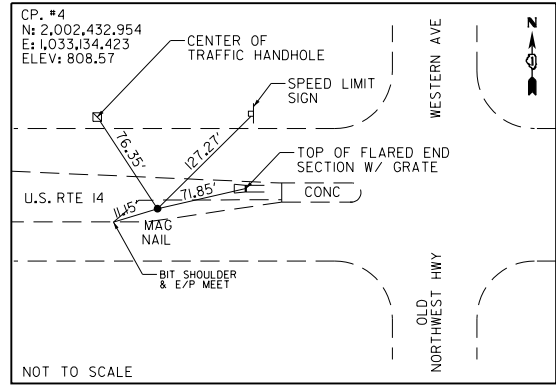 CP. #4
N: 2,002,432.954
E: 1,033,134.423
ELEV: 808.57
CENTER OF
TRAFFIC HANDHOLE
SPEED LIMIT
SIGN
WESTERN AVE
N
76.35'
127.27'
TOP OF FLARED END
SECTION W/ GRATE
U.S. RTE 14
11.15'
71.85'
CONC
MAG
NAIL
BIT SHOULDER
& E/P MEET
OLD
NORTHWEST HWY
NOT TO SCALE